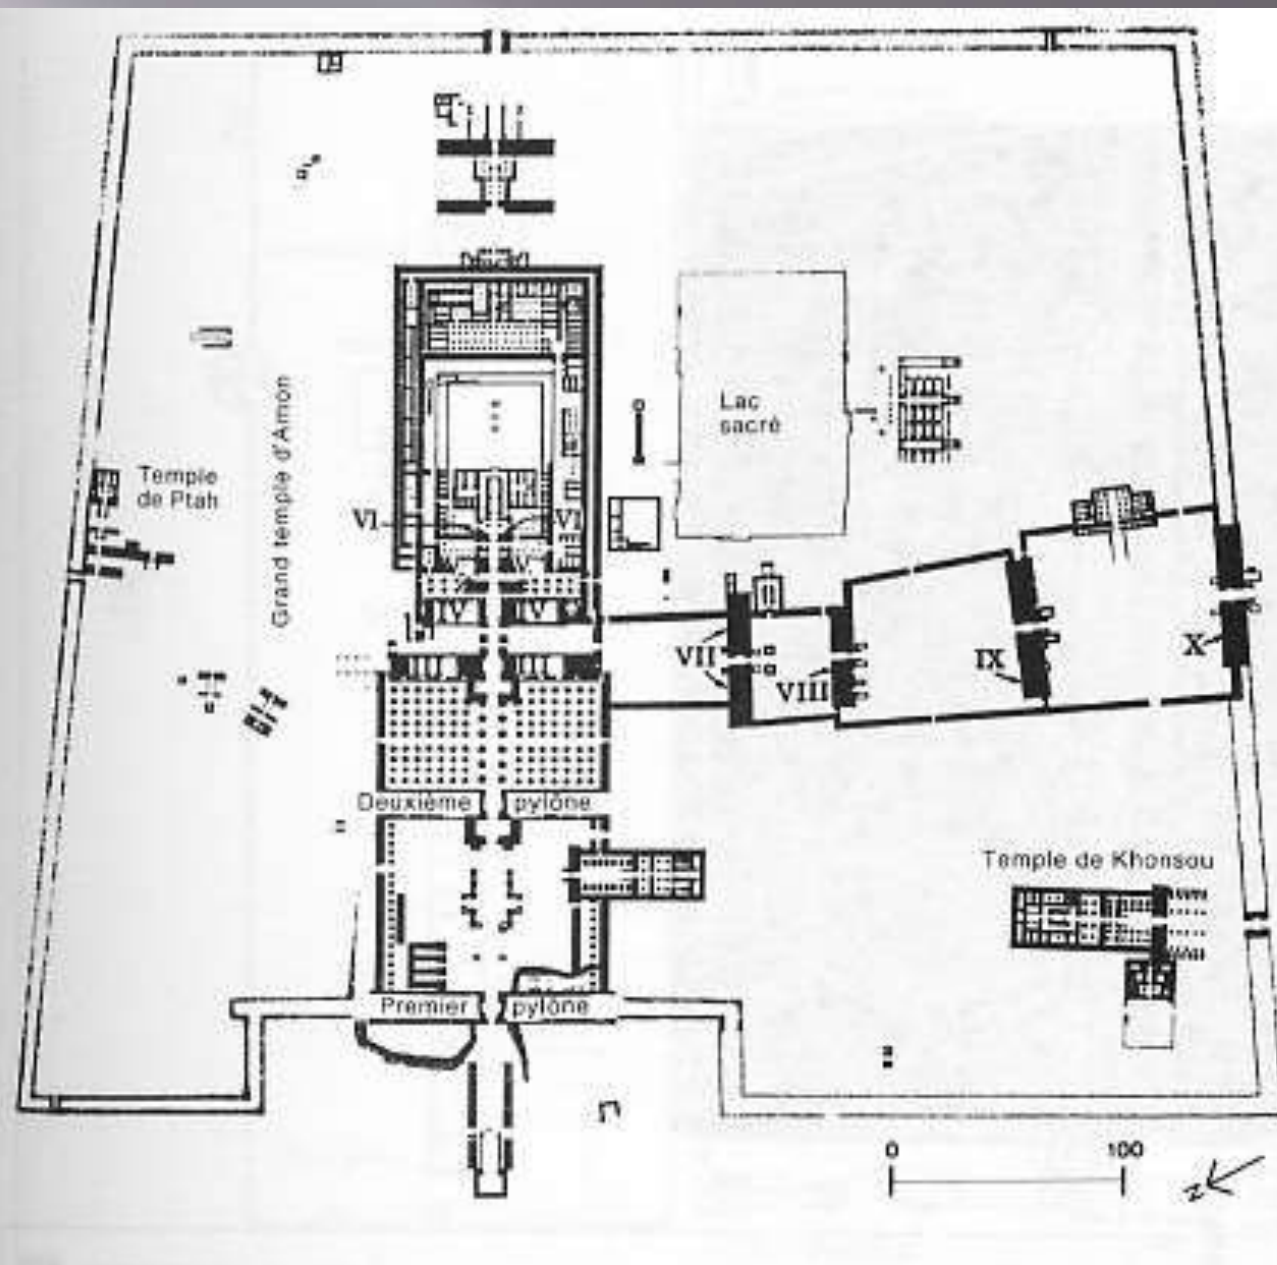 Lac
sacré
Temple
de Ptah
Grand temple d'Amon
VI
VI
V
V
IV
V
VII
VIII
IX
X
Deuxième pylône
Temple de Khonsou
Premier pylône
0 100
N